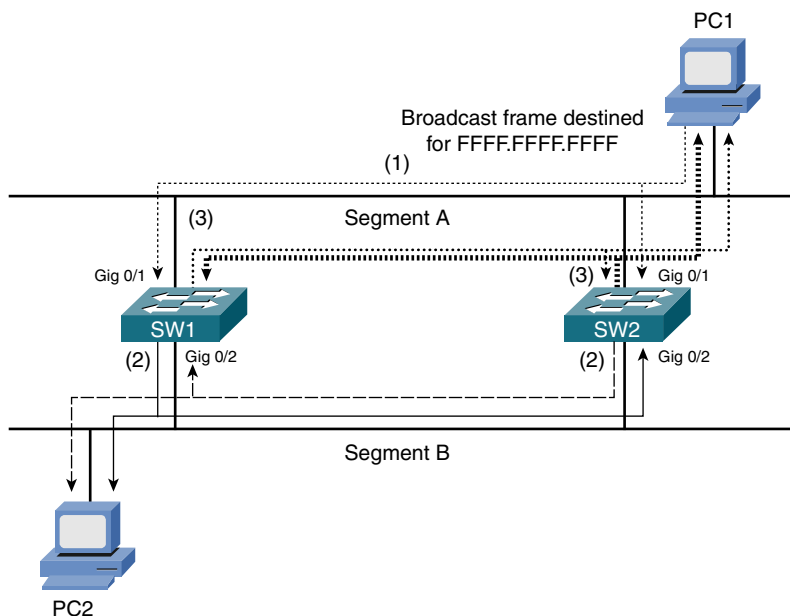 PC1
Broadcast frame destined
for FFFF.FFFF.FFFF
(1)
(3)
Segment A
Gig 0/1
(3)
Gig 0/1
SW1
SW2
(2)
Gig 0/2
(2)
Gig 0/2
Segment B
PC2